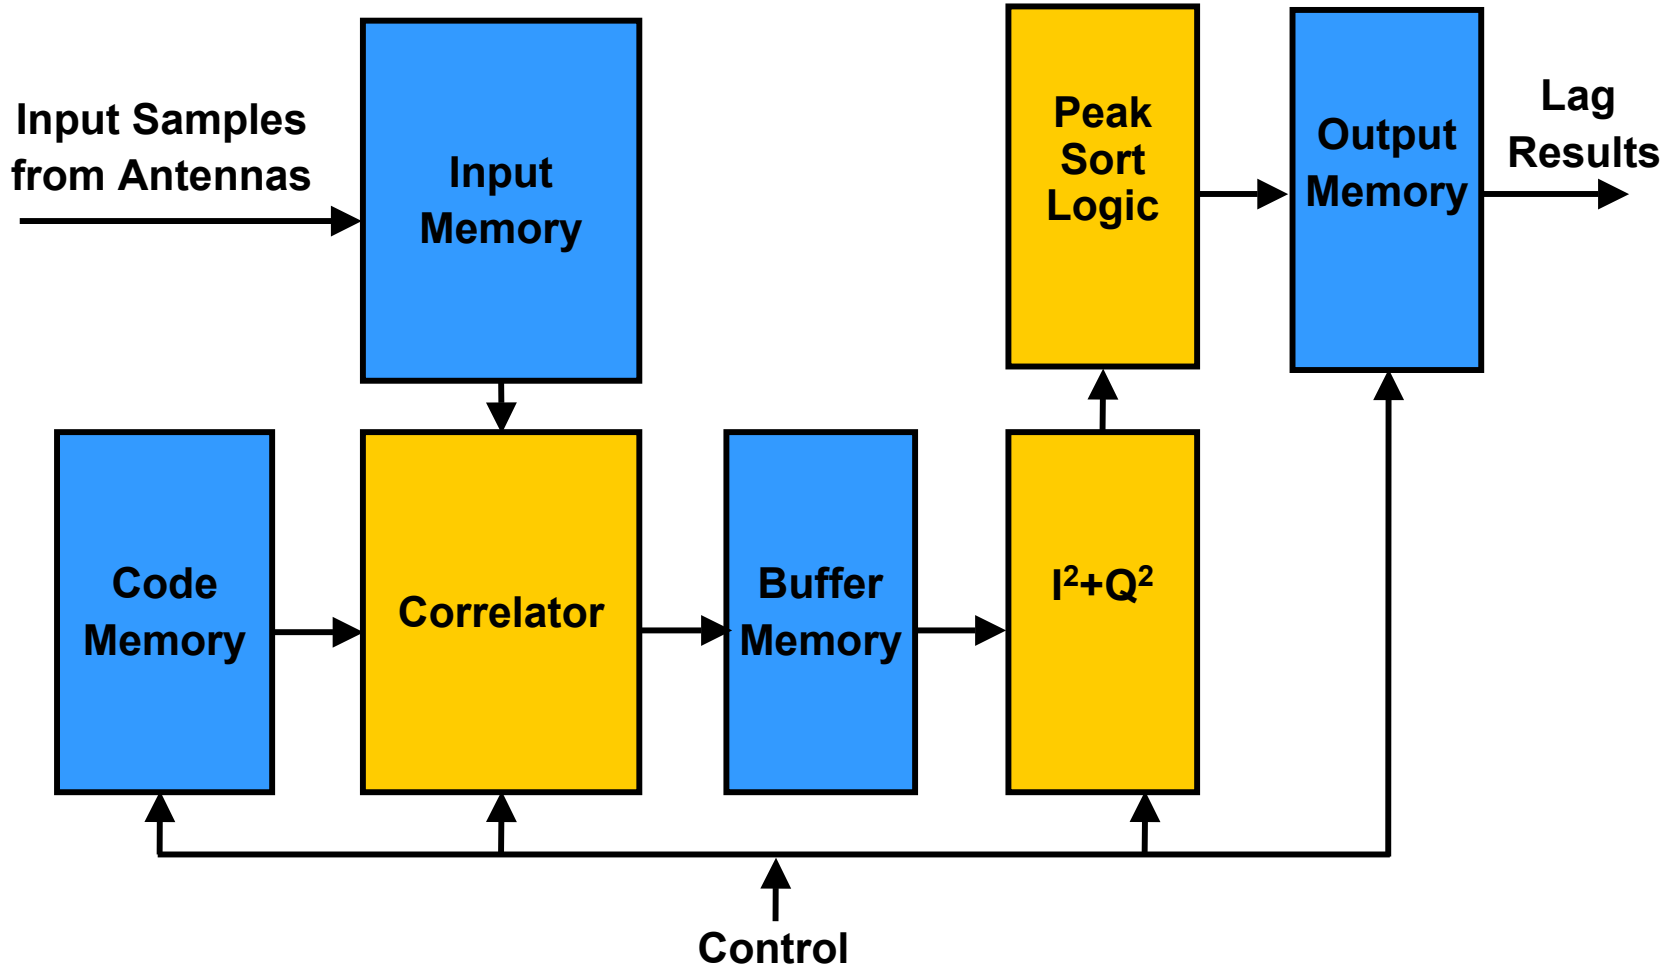 Input Samples
from Antennas
Input
Memory
Peak
Sort
Logic
Output
Memory
Lag
Results
Code
Memory
Correlator
Buffer
Memory
I²+Q²
Control